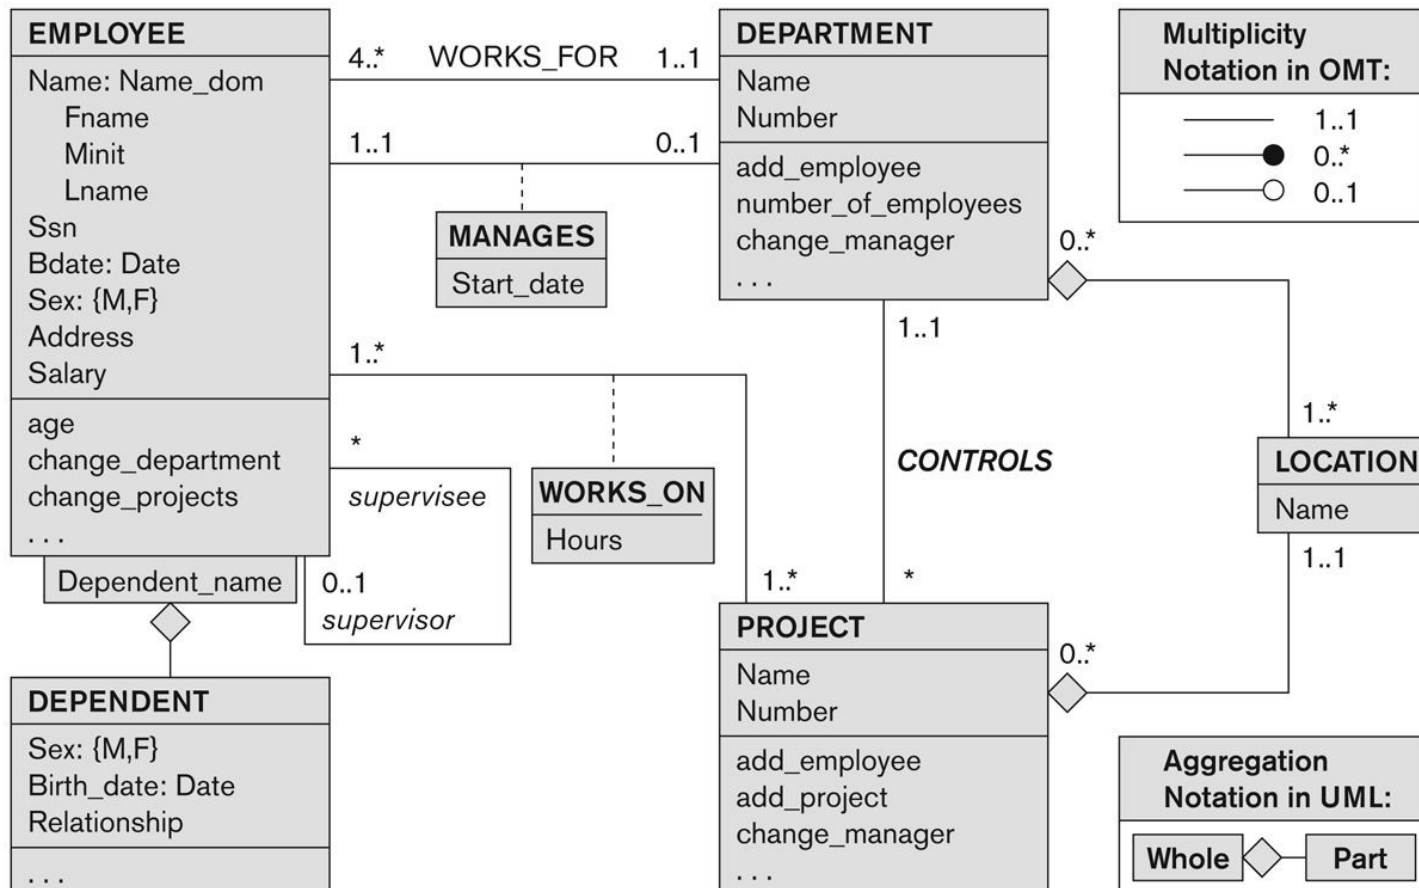 EMPLOYEE
Name: Name_dom
Fname
Minit
Lname
Ssn
Bdate: Date
Sex: {M,F}
Address
Salary
age
change_department
change_projects
. . .
Dependent_name
DEPENDENT
Sex: {M,F}
Birth_date: Date
Relationship
. . .
4..* WORKS_FOR 1..1
1..1 0..1
MANAGES
Start_date
1..*
*
supervisee
0..1
supervisor
WORKS_ON
Hours
1..*
*
DEPARTMENT
Name
Number
add_employee
number_of_employees
change_manager
. . .
1..1
CONTROLS
PROJECT
Name
Number
add_employee
add_project
change_manager
. . .
Multiplicity
Notation in OMT:
1..1
0..*
0..1
0..*
1..*
LOCATION
Name
1..1
0..*
Aggregation
Notation in UML:
Whole Part